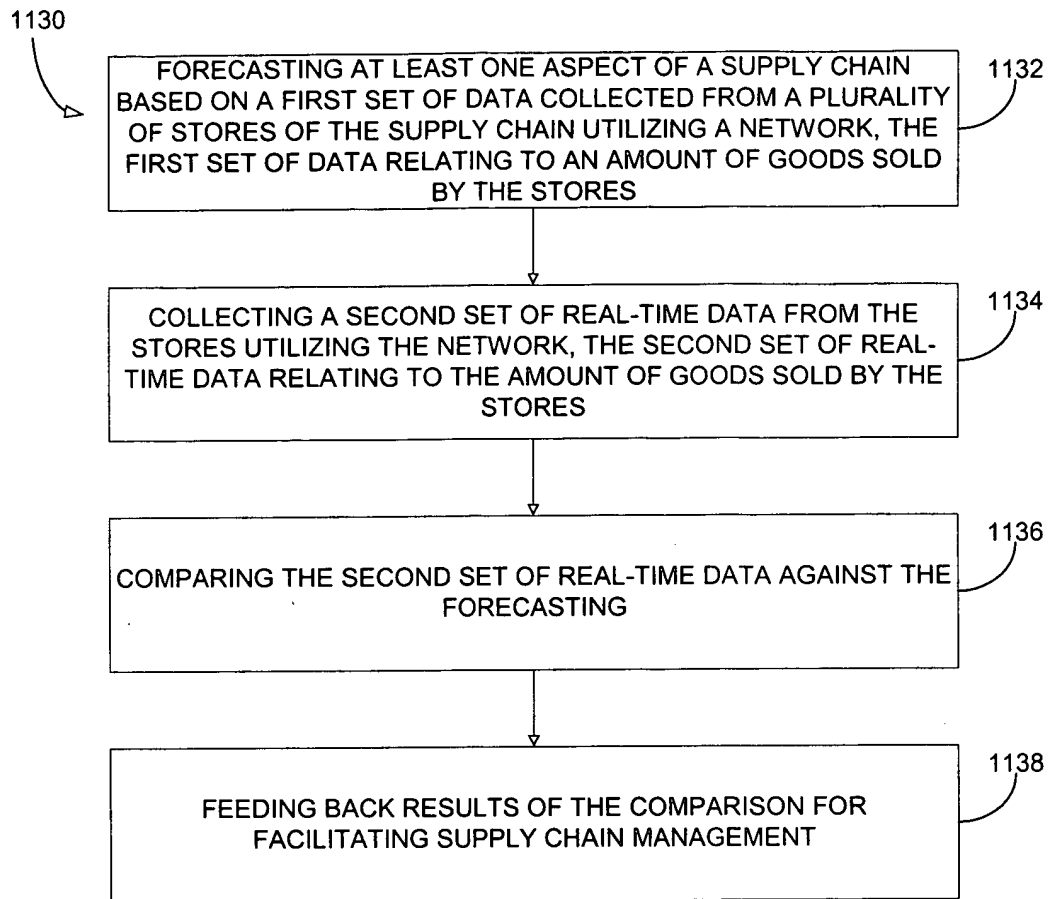 1130
FORECASTING AT LEAST ONE ASPECT OF A SUPPLY CHAIN
BASED ON A FIRST SET OF DATA COLLECTED FROM A PLURALITY
OF STORES OF THE SUPPLY CHAIN UTILIZING A NETWORK, THE
FIRST SET OF DATA RELATING TO AN AMOUNT OF GOODS SOLD
BY THE STORES
1132
COLLECTING A SECOND SET OF REAL-TIME DATA FROM THE
STORES UTILIZING THE NETWORK, THE SECOND SET OF REAL-
TIME DATA RELATING TO THE AMOUNT OF GOODS SOLD BY THE
STORES
1134
COMPARING THE SECOND SET OF REAL-TIME DATA AGAINST THE
FORECASTING
1136
FEEDING BACK RESULTS OF THE COMPARISON FOR
FACILITATING SUPPLY CHAIN MANAGEMENT
1138